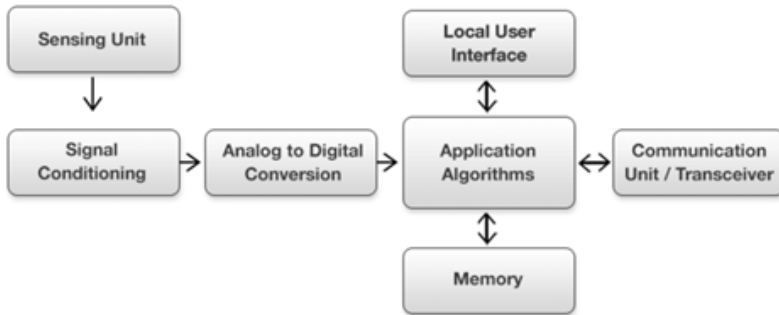 Sensing Unit
Local User
Interface
Signal
Conditioning
Analog to Digital
Conversion
Application
Algorithms
Communication
Unit / Transceiver
Memory